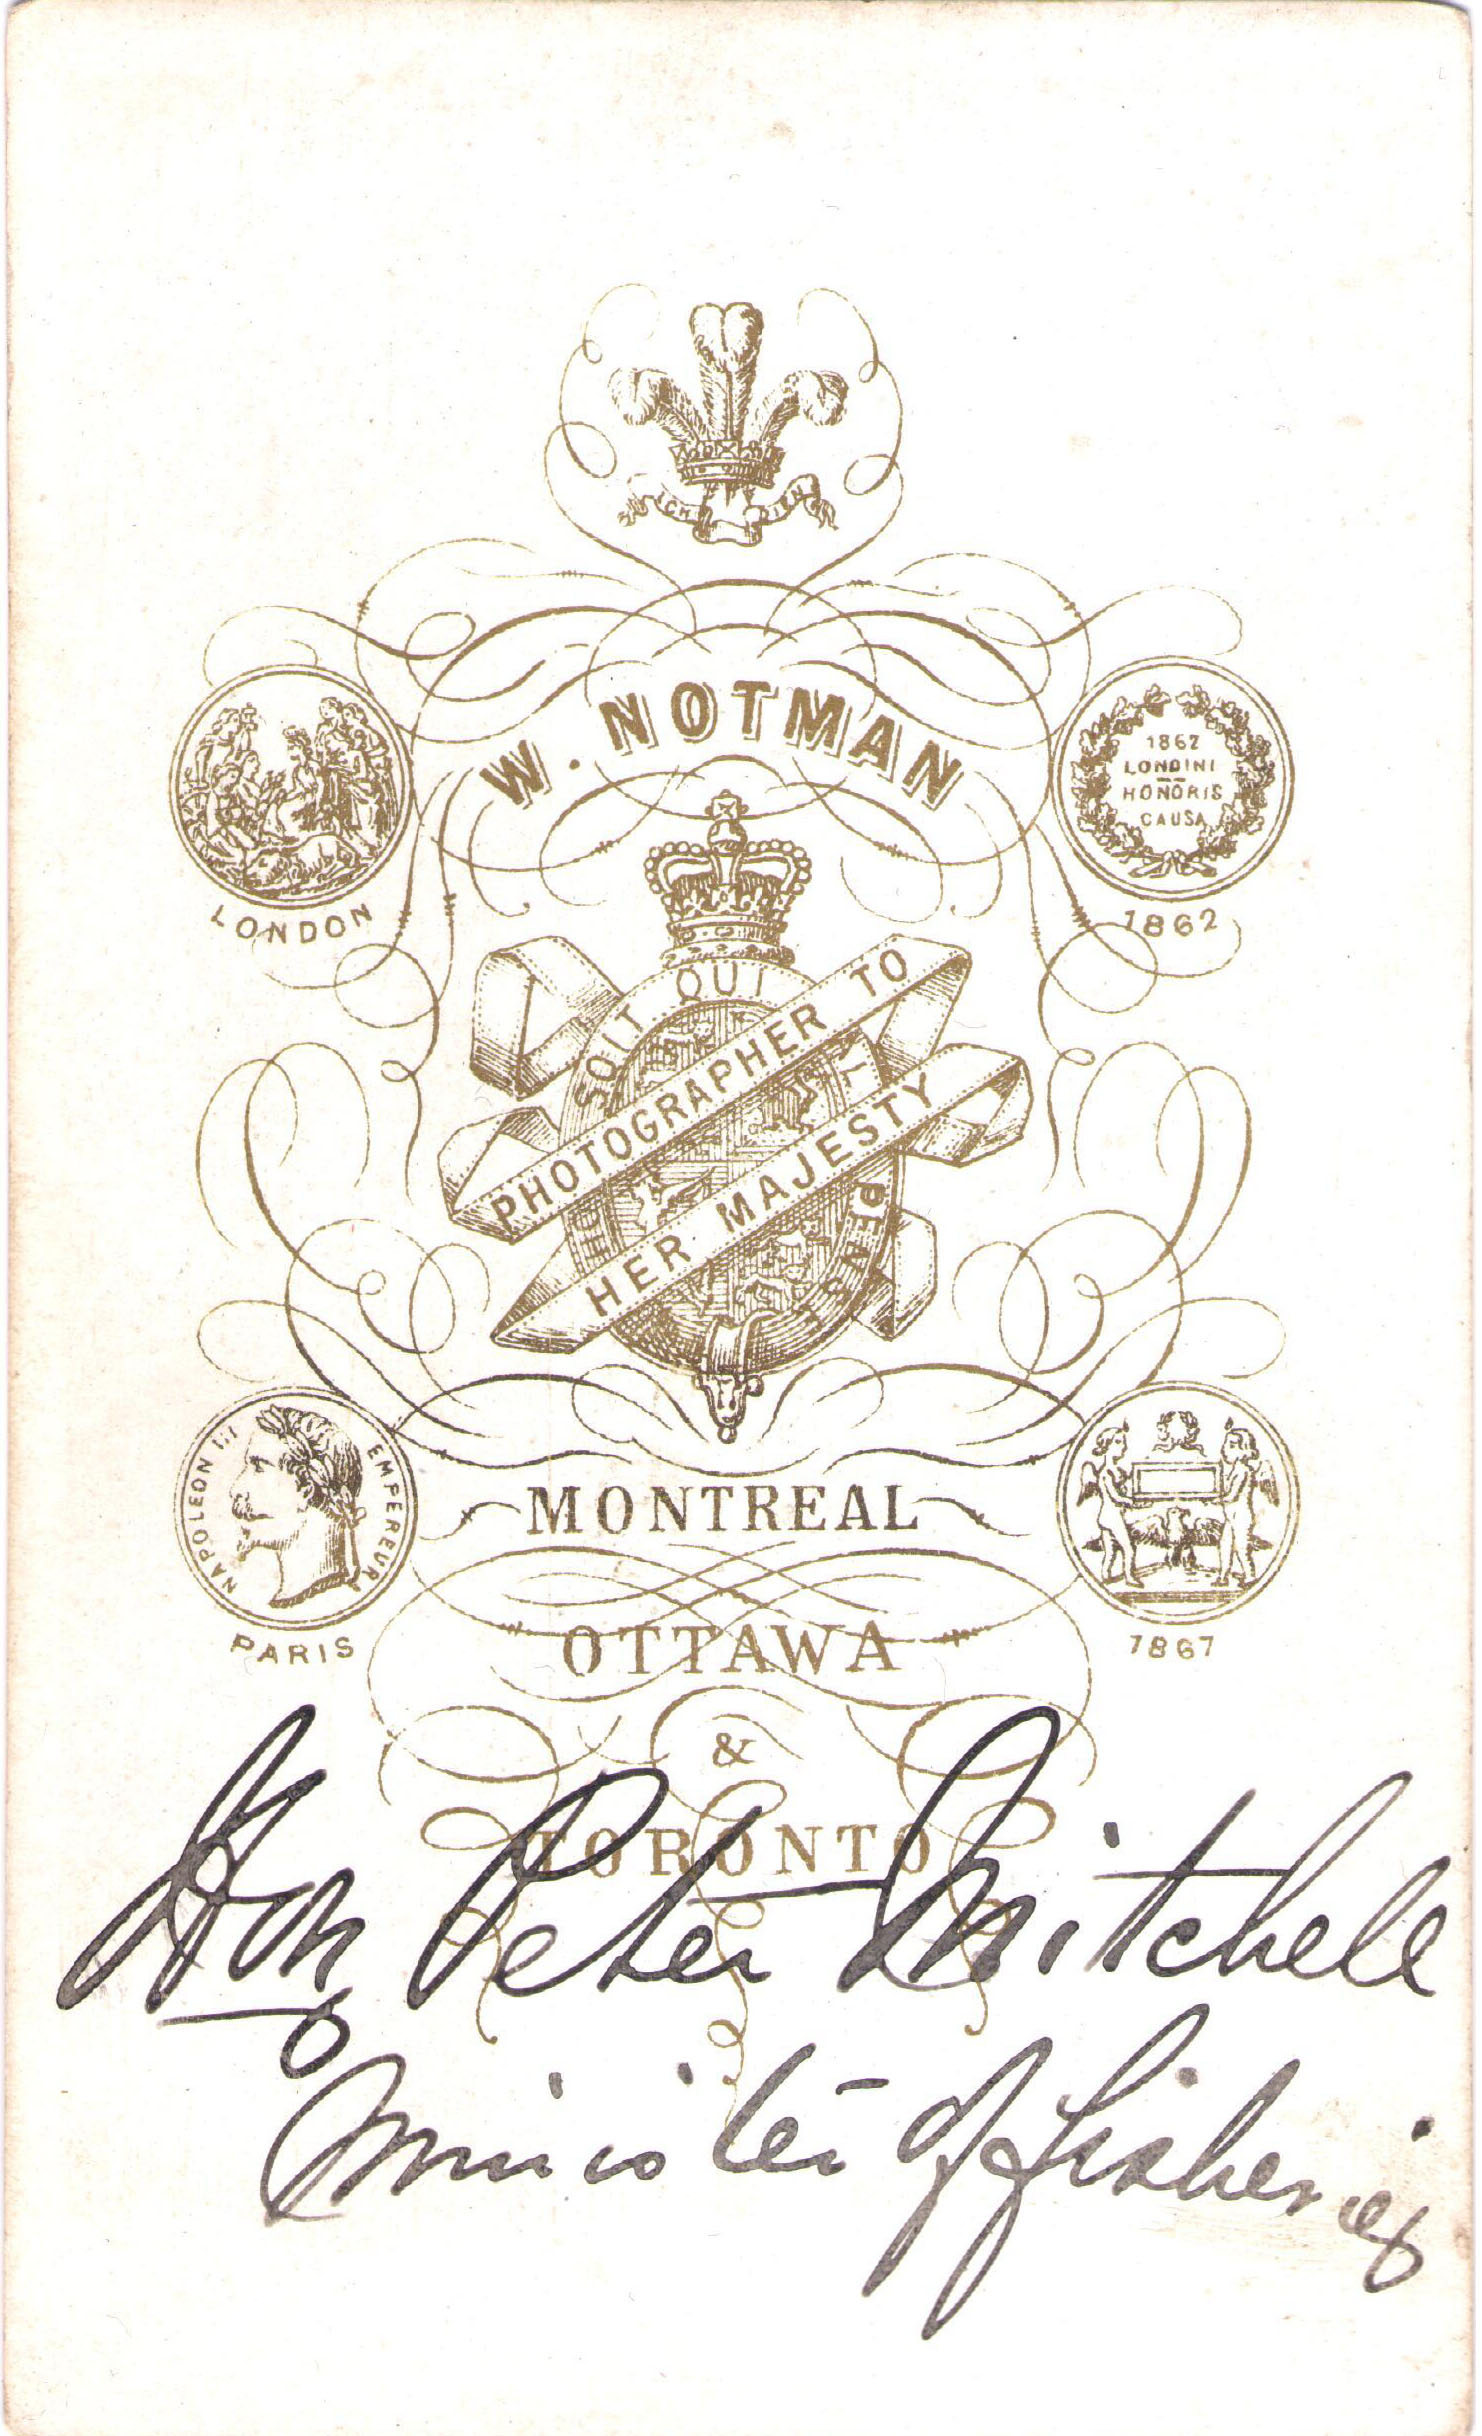 ICH DIEN
W. NOTMAN
1862
LONDINI
HONORIS
CAUSA
LONDON
1862
SOIT QUI
PENSE
PHOTOGRAPHER TO
HER MAJESTY
NAPOLEON III EMPEREUR
MONTREAL
PARIS
OTTAWA
1867
&
TORONTO
Hon Peter Mitchell
Minister of Fisheries